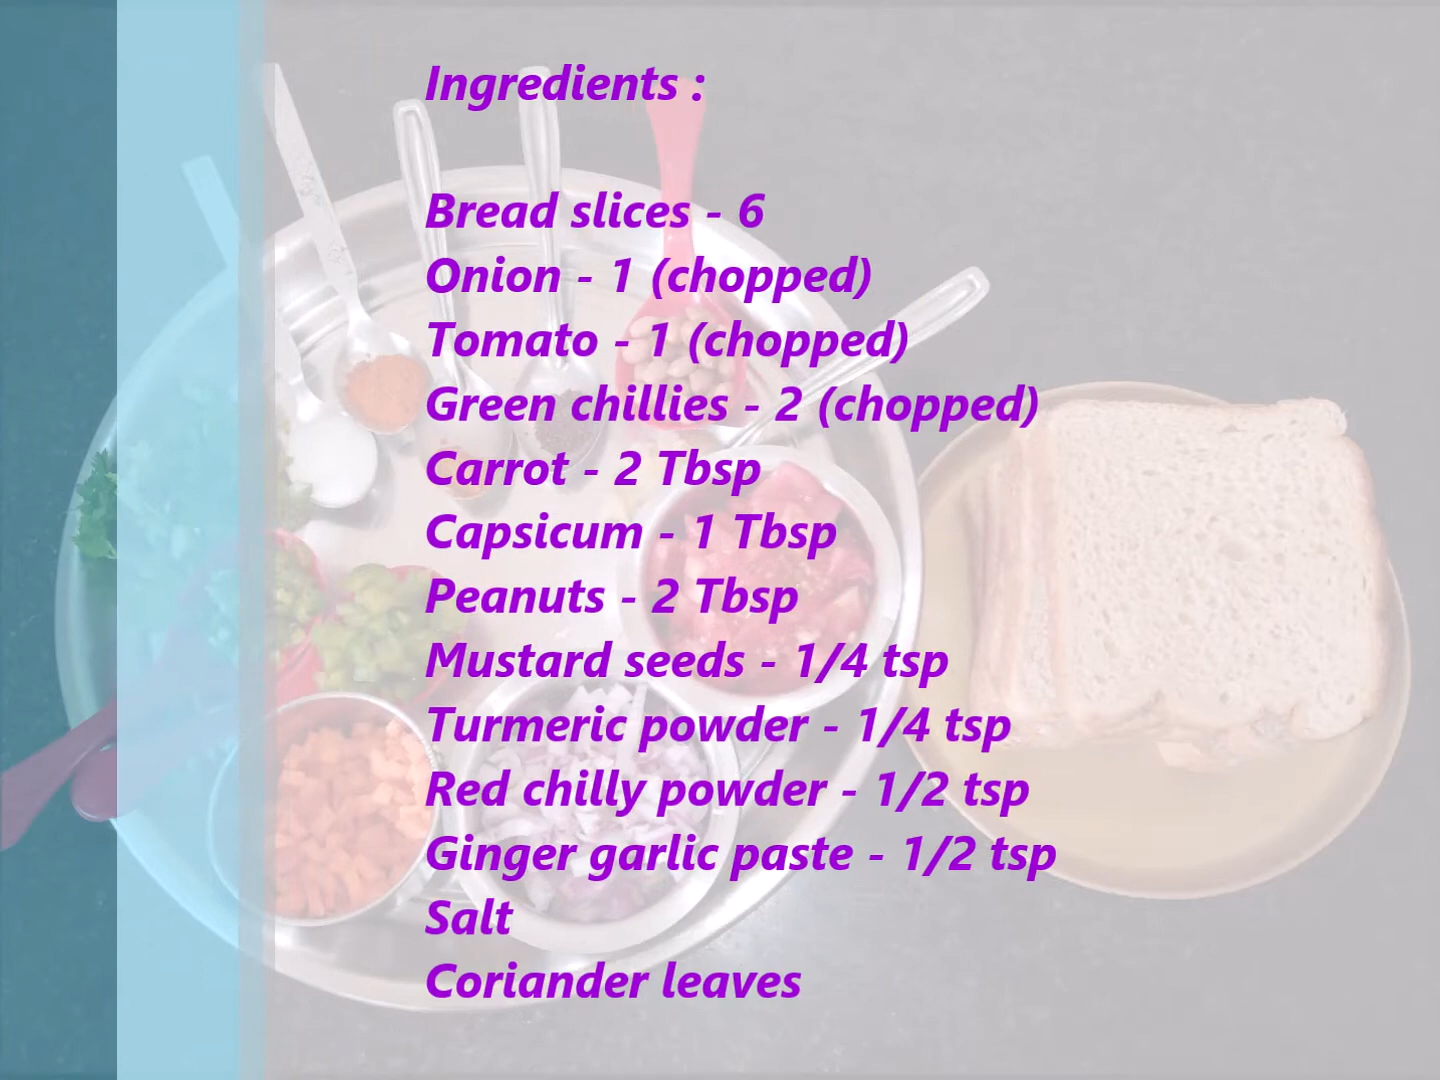 Ingredients :
Bread slices - 6
Onion - 1 (chopped)
Tomato - 1 (chopped)
Green chillies - 2 (chopped)
Carrot - 2 Tbsp
Capsicum - 1 Tbsp
Peanuts - 2 Tbsp
Mustard seeds - 1/4 tsp
Turmeric powder - 1/4 tsp
Red chilly powder - 1/2 tsp
Ginger garlic paste - 1/2 tsp
Salt
Coriander leaves